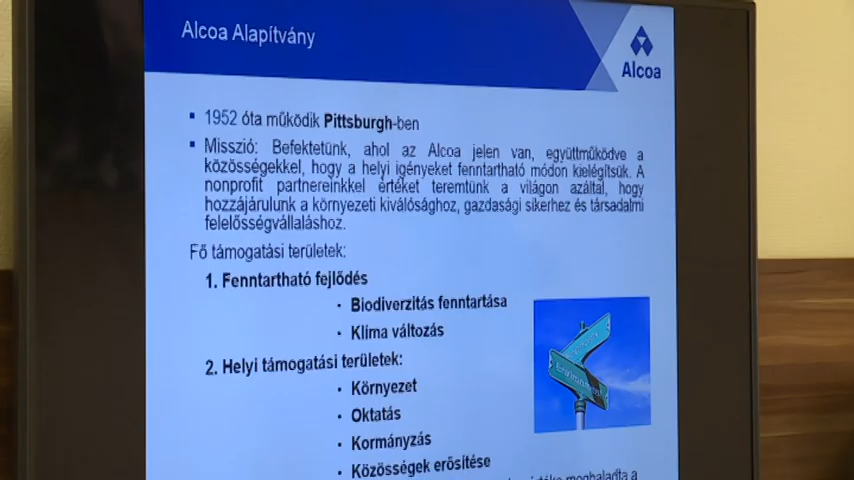 Alcoa Alapítvány
Alcoa
1952 óta működik Pittsburgh-ben
Misszió: Befektetünk, ahol az Alcoa jelen van, együttműködve a
közösségekkel, hogy a helyi igényeket fenntartható módon kielégítsük. A
nonprofit partnereinkkel értéket teremtünk a világon azáltal, hogy
hozzájárulunk a környezeti kiválósághoz, gazdasági sikerhez és társadalmi
felelősségvállaláshoz.
Fő támogatási területek:
1. Fenntartható fejlődés
· Biodiverzitás fenntartása
· Klíma változás
2. Helyi támogatási területek:
· Környezet
· Oktatás
· Kormányzás
· Közösségek erősítése
meghaladta a